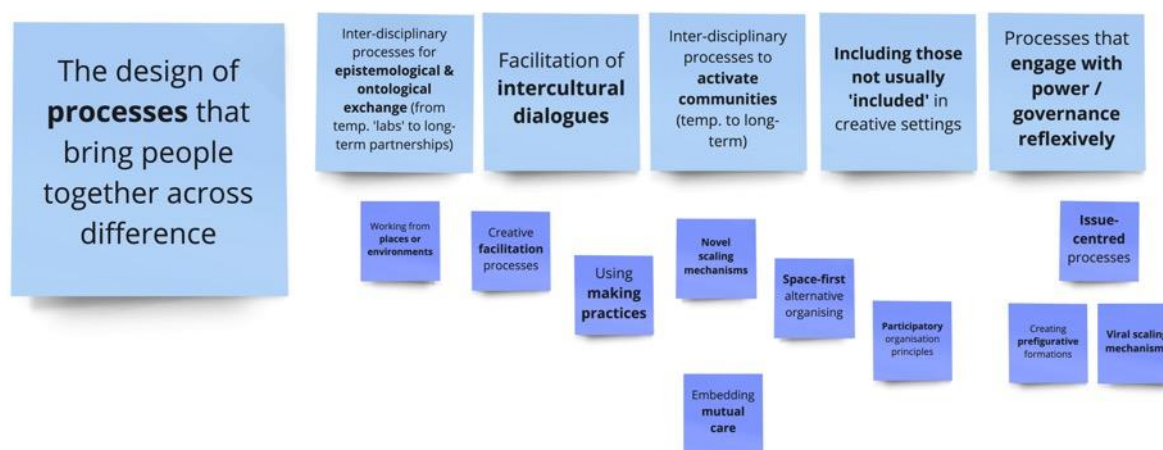 The design of
processes that
bring people
together across
difference
Inter-disciplinary
processes for
epistemological &
ontological
exchange (from
temp. 'labs' to long-
term partnerships)
Facilitation of
intercultural
dialogues
Inter-disciplinary
processes to
activate
communities
(temp. to long-
term)
Including those
not usually
'included' in
creative settings
Processes that
engage with
power /
governance
reflexively
Working from
places or
environments
Creative
facilitation
processes
Using
making
practices
Novel
scaling
mechanisms
Space-first
alternative
organising
Participatory
organisation
principles
Issue-
centred
processes
Creating
prefigurative
formations
Viral scaling
mechanism
Embedding
mutual
care